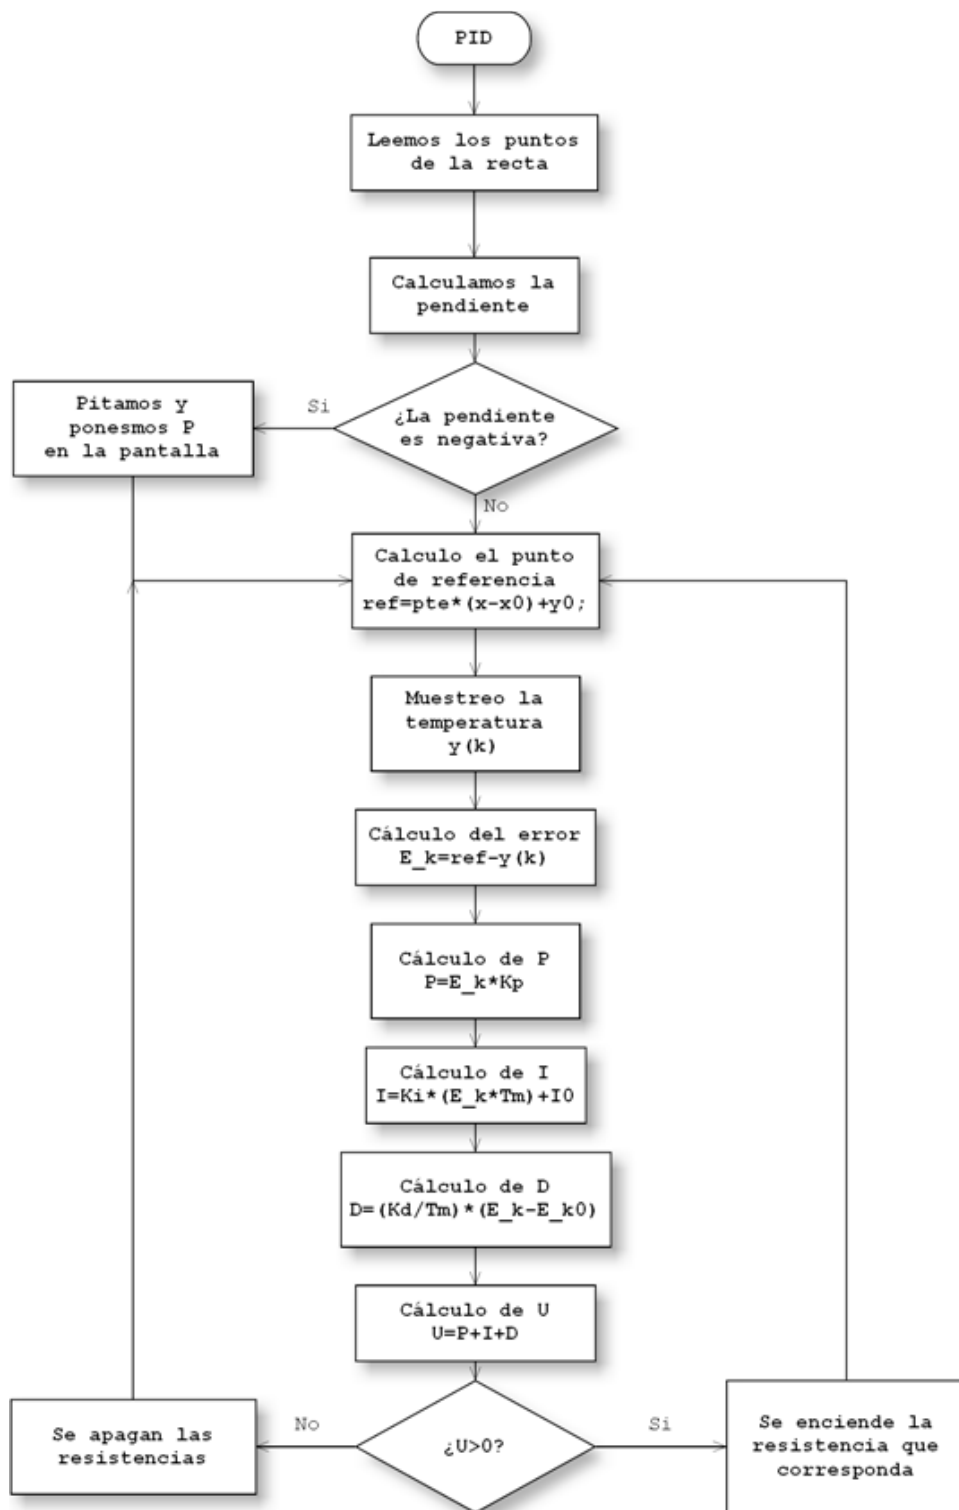 PID
Leemos los puntos
de la recta
Calculamos la
pendiente
¿La pendiente
es negativa?
Si
Pitamos y
ponesmos P
en la pantalla
No
Calculo el punto
de referencia
ref=pte*(x-x0)+y0;
Muestreo la
temperatura
y(k)
Cálculo del error
E_k=ref-y(k)
Cálculo de P
P=E_k*Kp
Cálculo de I
I=Ki*(E_k*Tm)+I0
Cálculo de D
D=(Kd/Tm)*(E_k-E_k0)
Cálculo de U
U=P+I+D
¿U>0?
No
Se apagan las
resistencias
Si
Se enciende la
resistencia que
corresponda